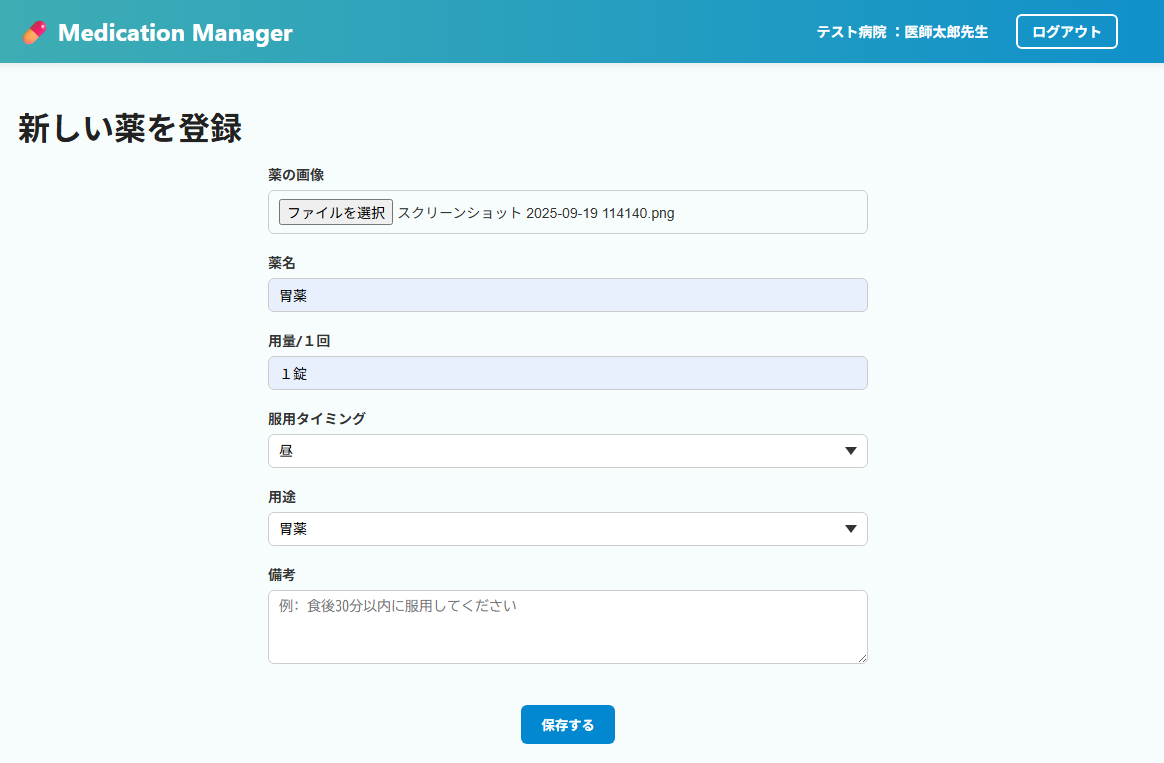 Medication Manager
テスト病院 ：医師太郎先生
ログアウト
新しい薬を登録
薬の画像
ファイルを選択 スクリーンショット 2025-09-19 114140.png
薬名
胃薬
用量/１回
１錠
服用タイミング
昼
用途
胃薬
備考
例：食後30分以内に服用してください
保存する